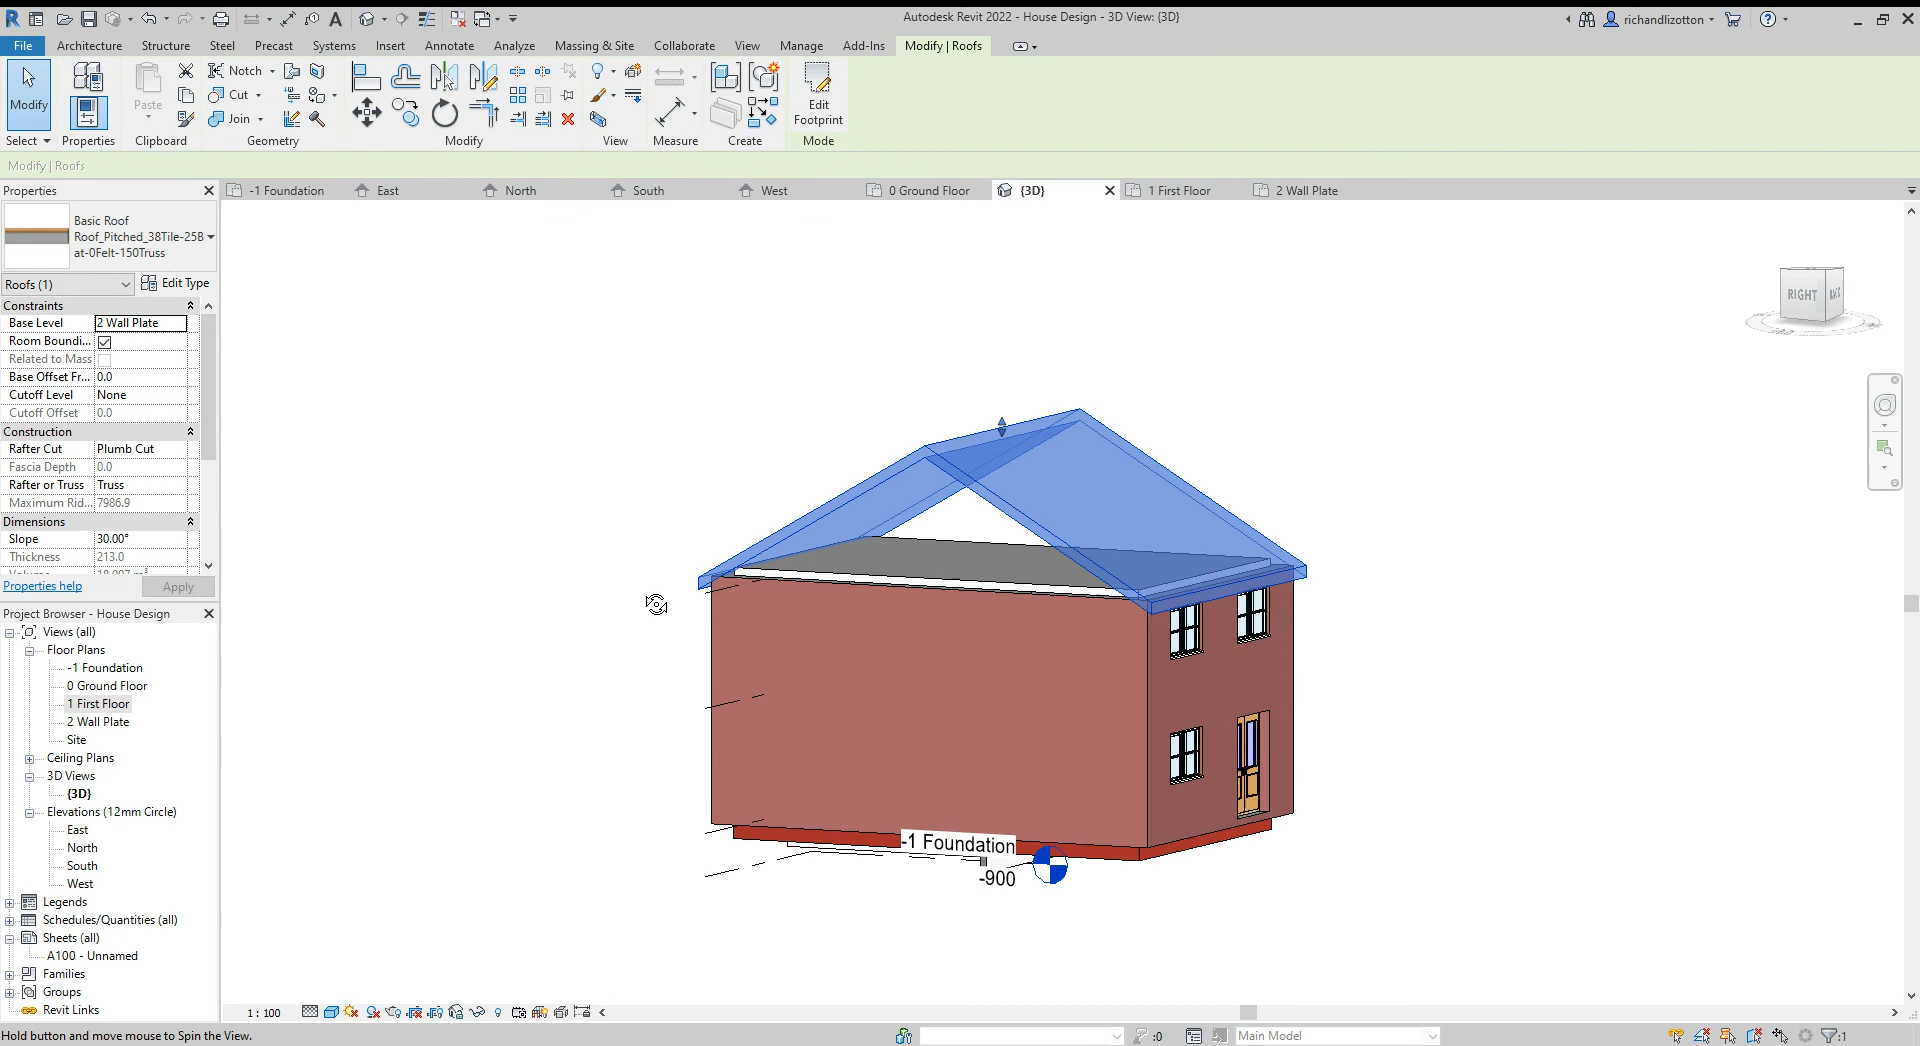 Autodesk Revit 2022 - House Design - 3D View: {3D}
richandlizotton
File
Architecture
Structure
Steel
Precast
Systems
Insert
Annotate
Analyze
Massing & Site
Collaborate
View
Manage
Add-Ins
Modify | Roofs
Modify
Paste
Notch
Cut
Join
Edit
Footprint
Select
Properties
Clipboard
Geometry
Modify
View
Measure
Create
Mode
Modify | Roofs
Properties
-1 Foundation
East
North
South
West
0 Ground Floor
{3D}
1 First Floor
2 Wall Plate
Basic Roof
Roof_Pitched_38Tile-25B
at-0Felt-150Truss
Roofs (1)
Edit Type
Constraints
Base Level 2 Wall Plate
Room Boundi...
Related to Mass
Base Offset Fr... 0.0
Cutoff Level None
Cutoff Offset 0.0
Construction
Rafter Cut Plumb Cut
Fascia Depth 0.0
Rafter or Truss Truss
Maximum Rid... 7986.9
Dimensions
Slope 30.00°
Thickness 213.0
Properties help
Apply
Project Browser - House Design
Views (all)
Floor Plans
-1 Foundation
0 Ground Floor
1 First Floor
2 Wall Plate
Site
Ceiling Plans
3D Views
{3D}
Elevations (12mm Circle)
East
North
South
West
Legends
Schedules/Quantities (all)
Sheets (all)
A100 - Unnamed
Families
Groups
Revit Links
RIGHT
-1 Foundation
-900
1 : 100
Hold button and move mouse to Spin the View.
:0
Main Model
:1